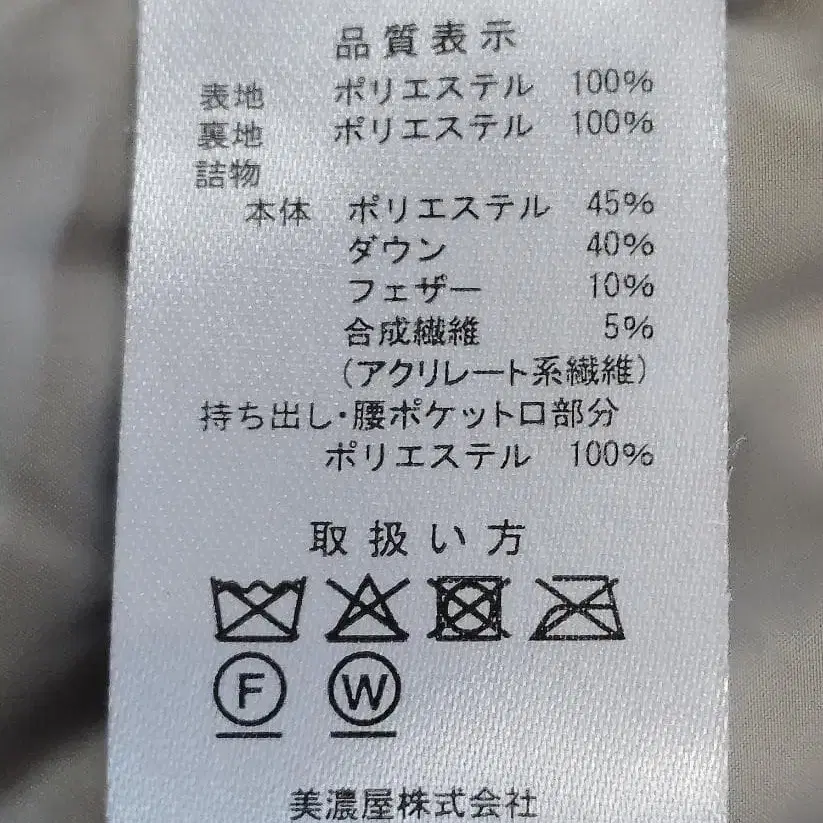 品質表示
表地 ポリエステル 100%
裏地 ポリエステル 100%
詰物
本体 ポリエステル 45%
ダウン 40%
フェザー 10%
合成繊維 5%
(アクリレート系繊維)
持ち出し・腰ポケット口部分
ポリエステル 100%
取扱い方
F W
美濃屋株式会社